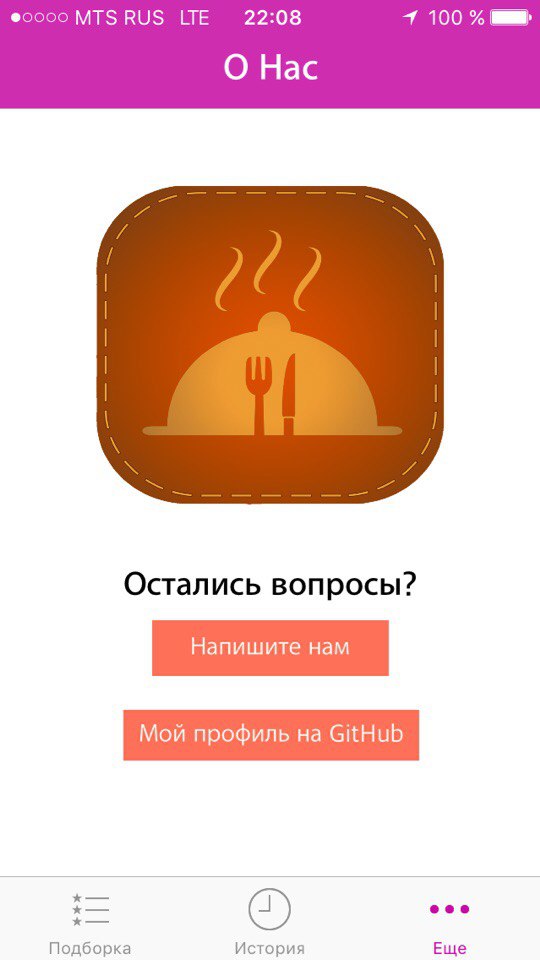 MTS RUS LTE 22:08 100 %
О Нас
Остались вопросы?
Напишите нам
Мой профиль на GitHub
Подборка История Еще